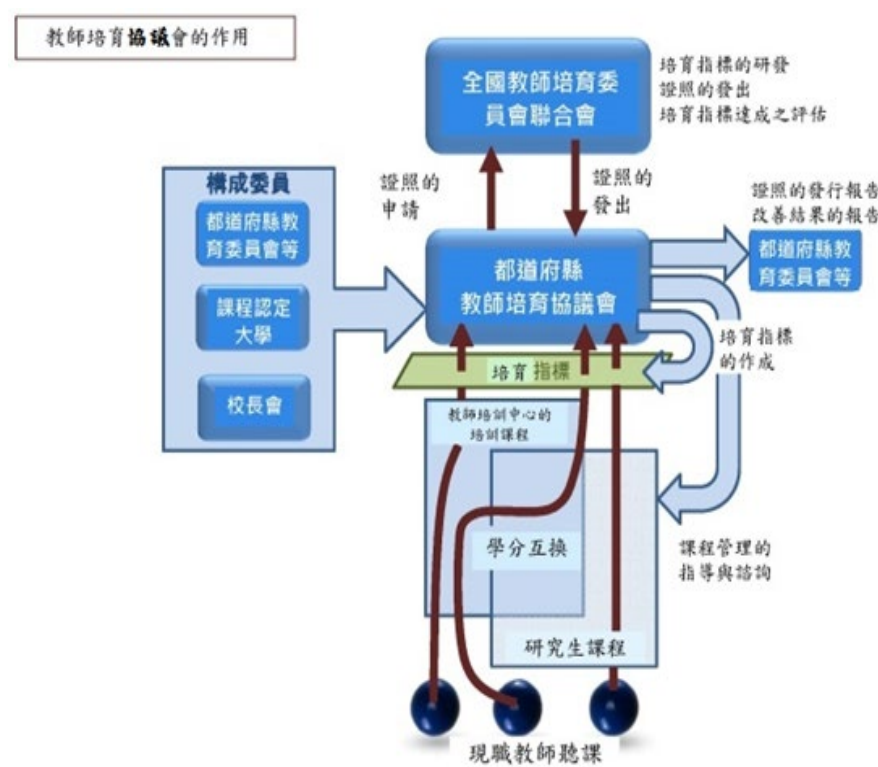 教師培育協議會的作用
全國教師培育委
員會聯合會
培育指標的研發
證照的發出
培育指標達成之評估
證照的
申請
證照的
發出
構成委員
都道府縣教
育委員會等
課程認定
大學
校長會
都道府縣
教師培育協議會
證照的發行報告
改善結果的報告
都道府縣教
育委員會等
培育指標
的作成
培育指標
教師培訓中心的
培訓課程
學分互換
課程管理的
指導與諮詢
研究生課程
現職教師聽課